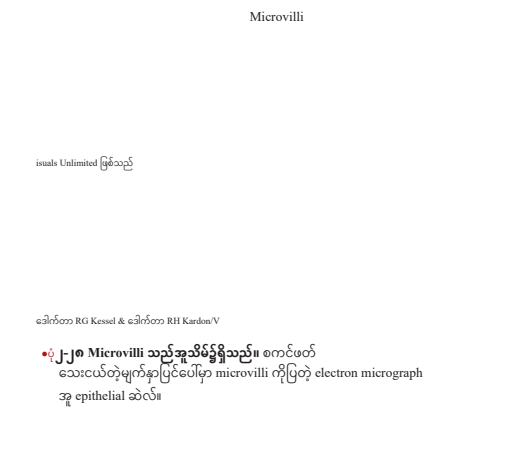 Microvilli
isuals Unlimited ဖြစ်သည်
ဒေါက်တာ RG Kessel & ဒေါက်တာ RH Kardon/V
●ပုံ ၂-၂၈ Microvilli သည်အူသိမ်၌ရှိသည်။ စကင်ဖတ်
သေးငယ်တဲ့မျက်နှာပြင်ပေါ်မှာ microvilli ကိုပြတဲ့ electron micrograph
အူ epithelial ဆဲလ်။